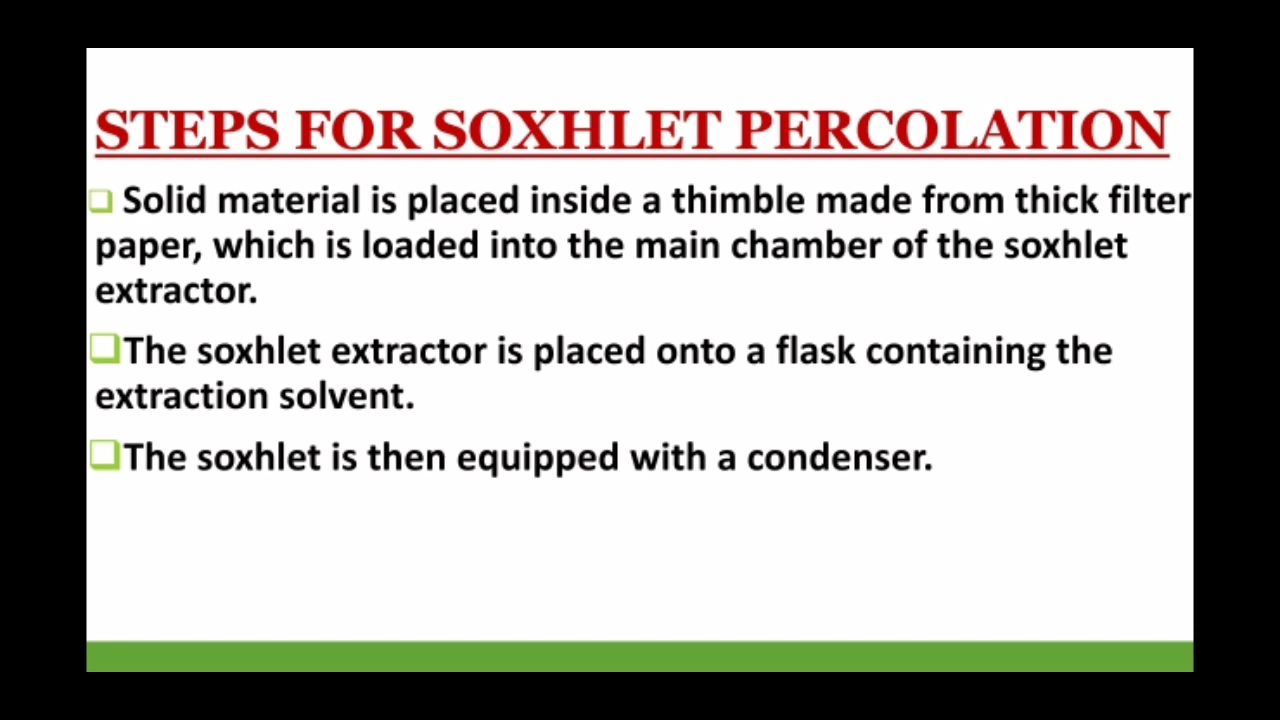 STEPS FOR SOXHLET PERCOLATION
Solid material is placed inside a thimble made from thick filter
paper, which is loaded into the main chamber of the soxhlet
extractor.
The soxhlet extractor is placed onto a flask containing the
extraction solvent.
The soxhlet is then equipped with a condenser.